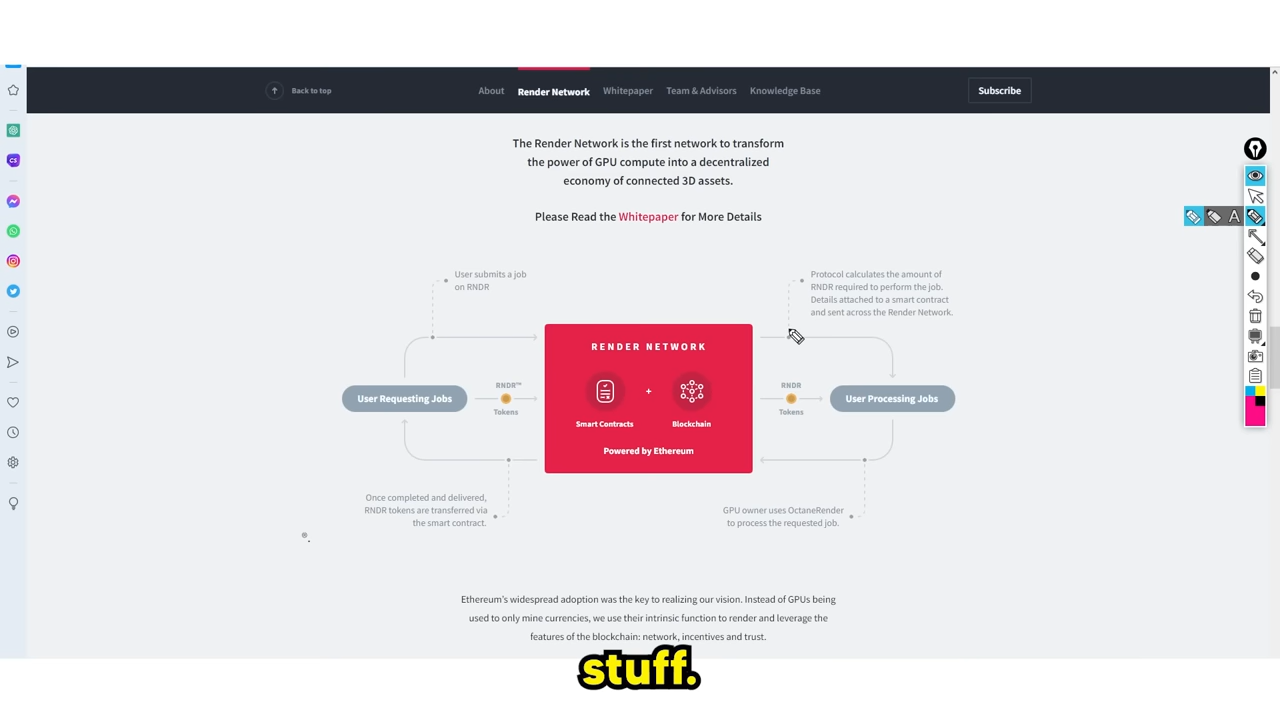 Back to top
About
Render Network
Whitepaper
Team & Advisors
Knowledge Base
Subscribe
The Render Network is the first network to transform
the power of GPU compute into a decentralized
economy of connected 3D assets.
Please Read the Whitepaper for More Details
User submits a job
on RNDR
Protocol calculates the amount of
RNDR required to perform the job.
Details attached to a smart contract
and sent across the Render Network.
RENDER NETWORK
User Requesting Jobs
RNDR™
Tokens
+
Smart Contracts
Blockchain
Powered by Ethereum
RNDR
Tokens
User Processing Jobs
Once completed and delivered,
RNDR tokens are transferred via
the smart contract.
GPU owner uses OctaneRender
to process the requested job.
Ethereum's widespread adoption was the key to realizing our vision. Instead of GPUs being
used to only mine currencies, we use their intrinsic function to render and leverage the
features of the blockchain: network, incentives and trust.
stuff.
CS
A